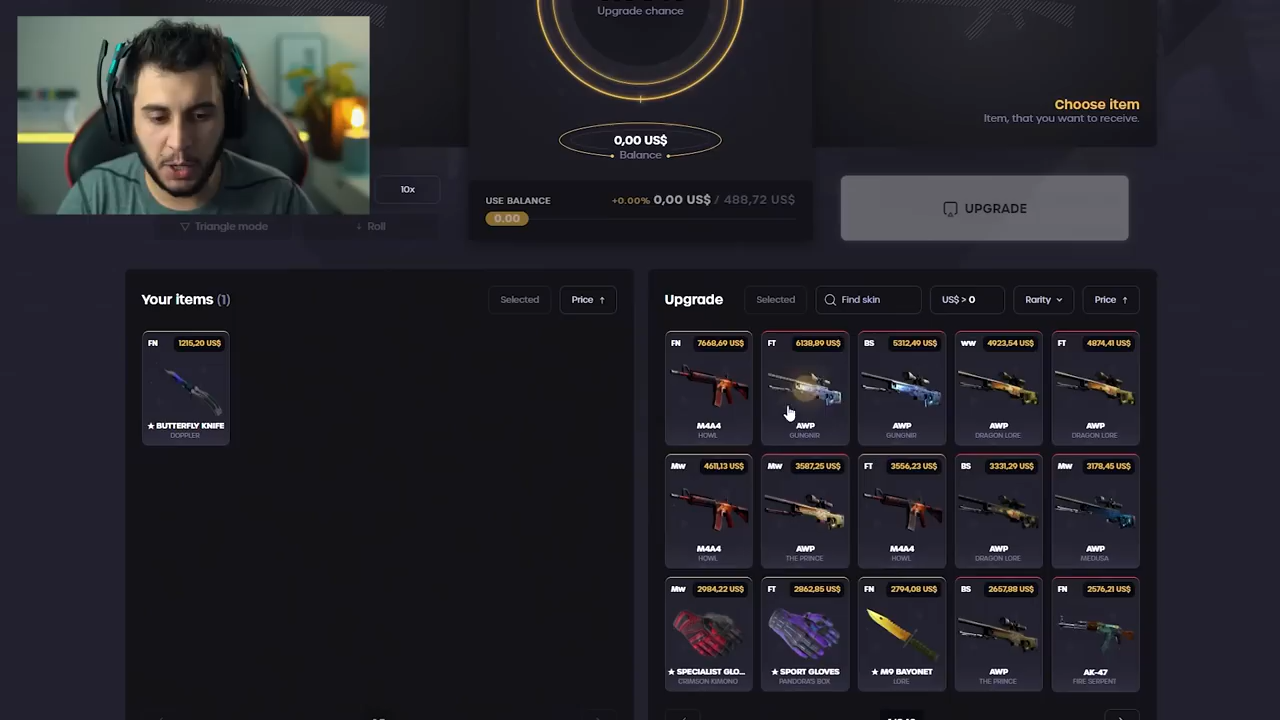 Upgrade chance
Choose item
Item, that you want to receive.
0,00 US$
Balance
10x
USE BALANCE
+0.00% 0,00 US$ / 488,72 US$
0.00
UPGRADE
Triangle mode
Roll
Your items (1)
Selected
Price
Upgrade
Selected
Find skin
US$ > 0
Rarity
Price
FN 1215,20 US$
★ BUTTERFLY KNIFE
DOPPLER
FN 7668,69 US$
M4A4
HOWL
FT 6138,89 US$
AWP
GUNGNIR
BS 5312,49 US$
AWP
GUNGNIR
WW 4923,54 US$
AWP
DRAGON LORE
FT 4874,41 US$
AWP
DRAGON LORE
MW 4611,13 US$
M4A4
HOWL
MW 3587,25 US$
AWP
THE PRINCE
FT 3556,23 US$
M4A4
HOWL
BS 3331,29 US$
AWP
DRAGON LORE
MW 3178,45 US$
AWP
MEDUSA
MW 2984,22 US$
★ SPECIALIST GLO...
CRIMSON KIMONO
FT 2862,85 US$
★ SPORT GLOVES
PANDORA'S BOX
FN 2794,08 US$
★ M9 BAYONET
LORE
BS 2657,88 US$
AWP
THE PRINCE
FN 2576,21 US$
AK-47
FIRE SERPENT